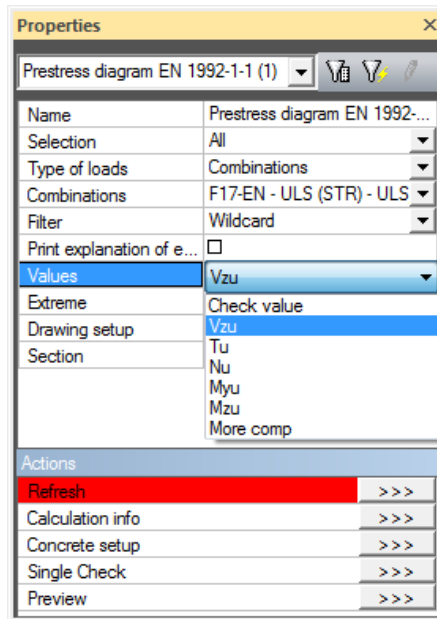 Properties
Prestress diagram EN 1992-1-1 (1)
Name Prestress diagram EN 1992-...
Selection All
Type of loads Combinations
Combinations F17-EN - ULS (STR) - ULS
Filter Wildcard
Print explanation of e...
Values Vzu
Extreme Check value
Drawing setup Vzu
Section Tu
Nu
Myu
Mzu
More comp
Actions
Refresh >>>
Calculation info >>>
Concrete setup >>>
Single Check >>>
Preview >>>